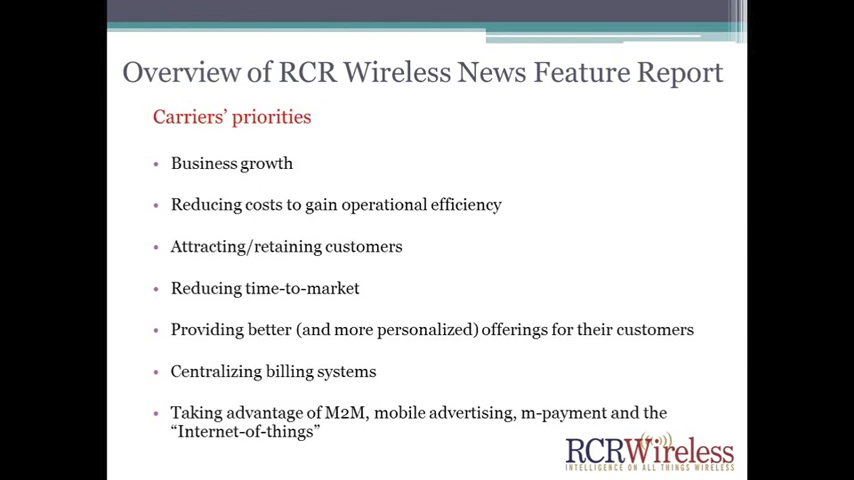 Overview of RCR Wireless News Feature Report
Carriers’ priorities
• Business growth
• Reducing costs to gain operational efficiency
• Attracting/retaining customers
• Reducing time-to-market
• Providing better (and more personalized) offerings for their customers
• Centralizing billing systems
• Taking advantage of M2M, mobile advertising, m-payment and the
“Internet-of-things”
RCRWireless
INTELLIGENCE ON ALL THINGS WIRELESS